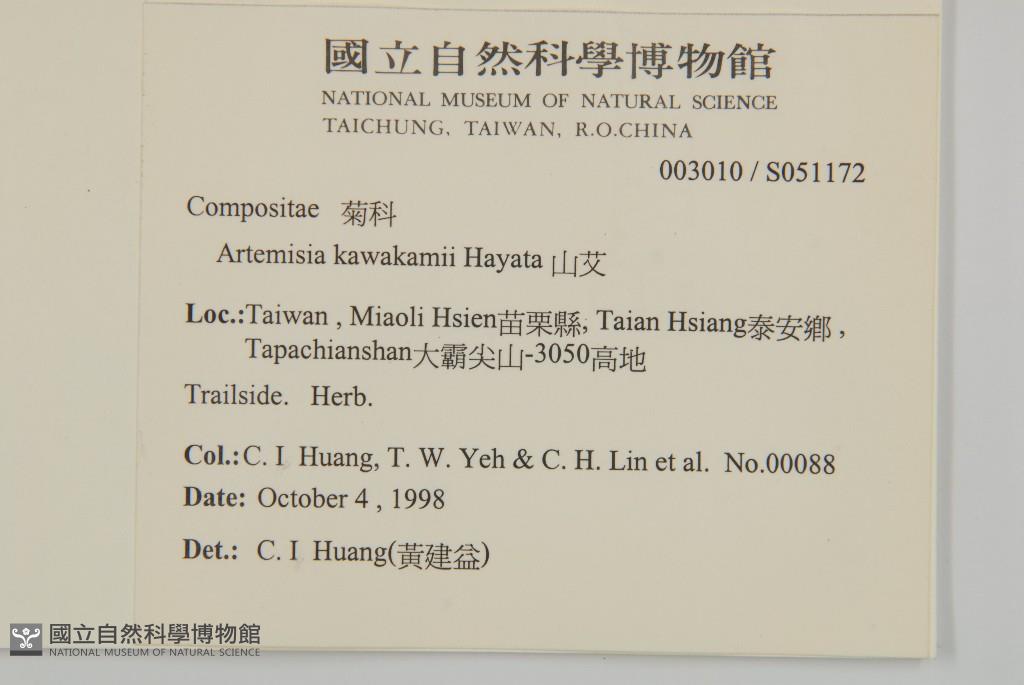 國立自然科學博物館
NATIONAL MUSEUM OF NATURAL SCIENCE
TAICHUNG, TAIWAN, R.O.CHINA
003010 / S051172
Compositae 菊科
Artemisia kawakamii Hayata 山艾
Loc.:Taiwan , Miaoli Hsien苗栗縣, Taian Hsiang泰安鄉 ,
Tapachianshan大霸尖山-3050高地
Trailside. Herb.
Col.:C. I Huang, T. W. Yeh & C. H. Lin et al. No.00088
Date: October 4 , 1998
Det.: C. I Huang(黃建益)
國立自然科學博物館
NATIONAL MUSEUM OF NATURAL SCIENCE